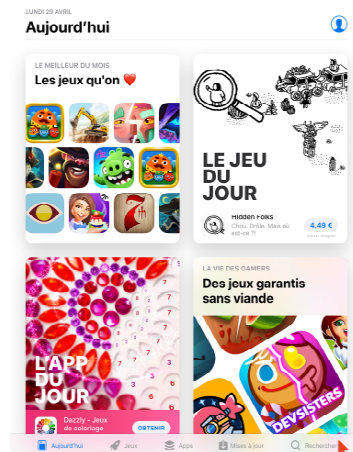 LUNDI 29 AVRIL
Aujourd'hui
LE MEILLEUR DU MOIS
Les jeux qu'on ❤️
LE JEU
DU
JOUR
Hidden Folks
Chou. Drôle. Mais où
est-ce ?!
4,49 €
7
L'APP
DU
JOUR
Dazzly - Jeux
de coloriage
OBTENIR
LA VIE DES GAMERS
Des jeux garantis
sans viande
DEVSISTERS
Aujourd'hui
Jeux
Apps
Mises à jour
Rechercher